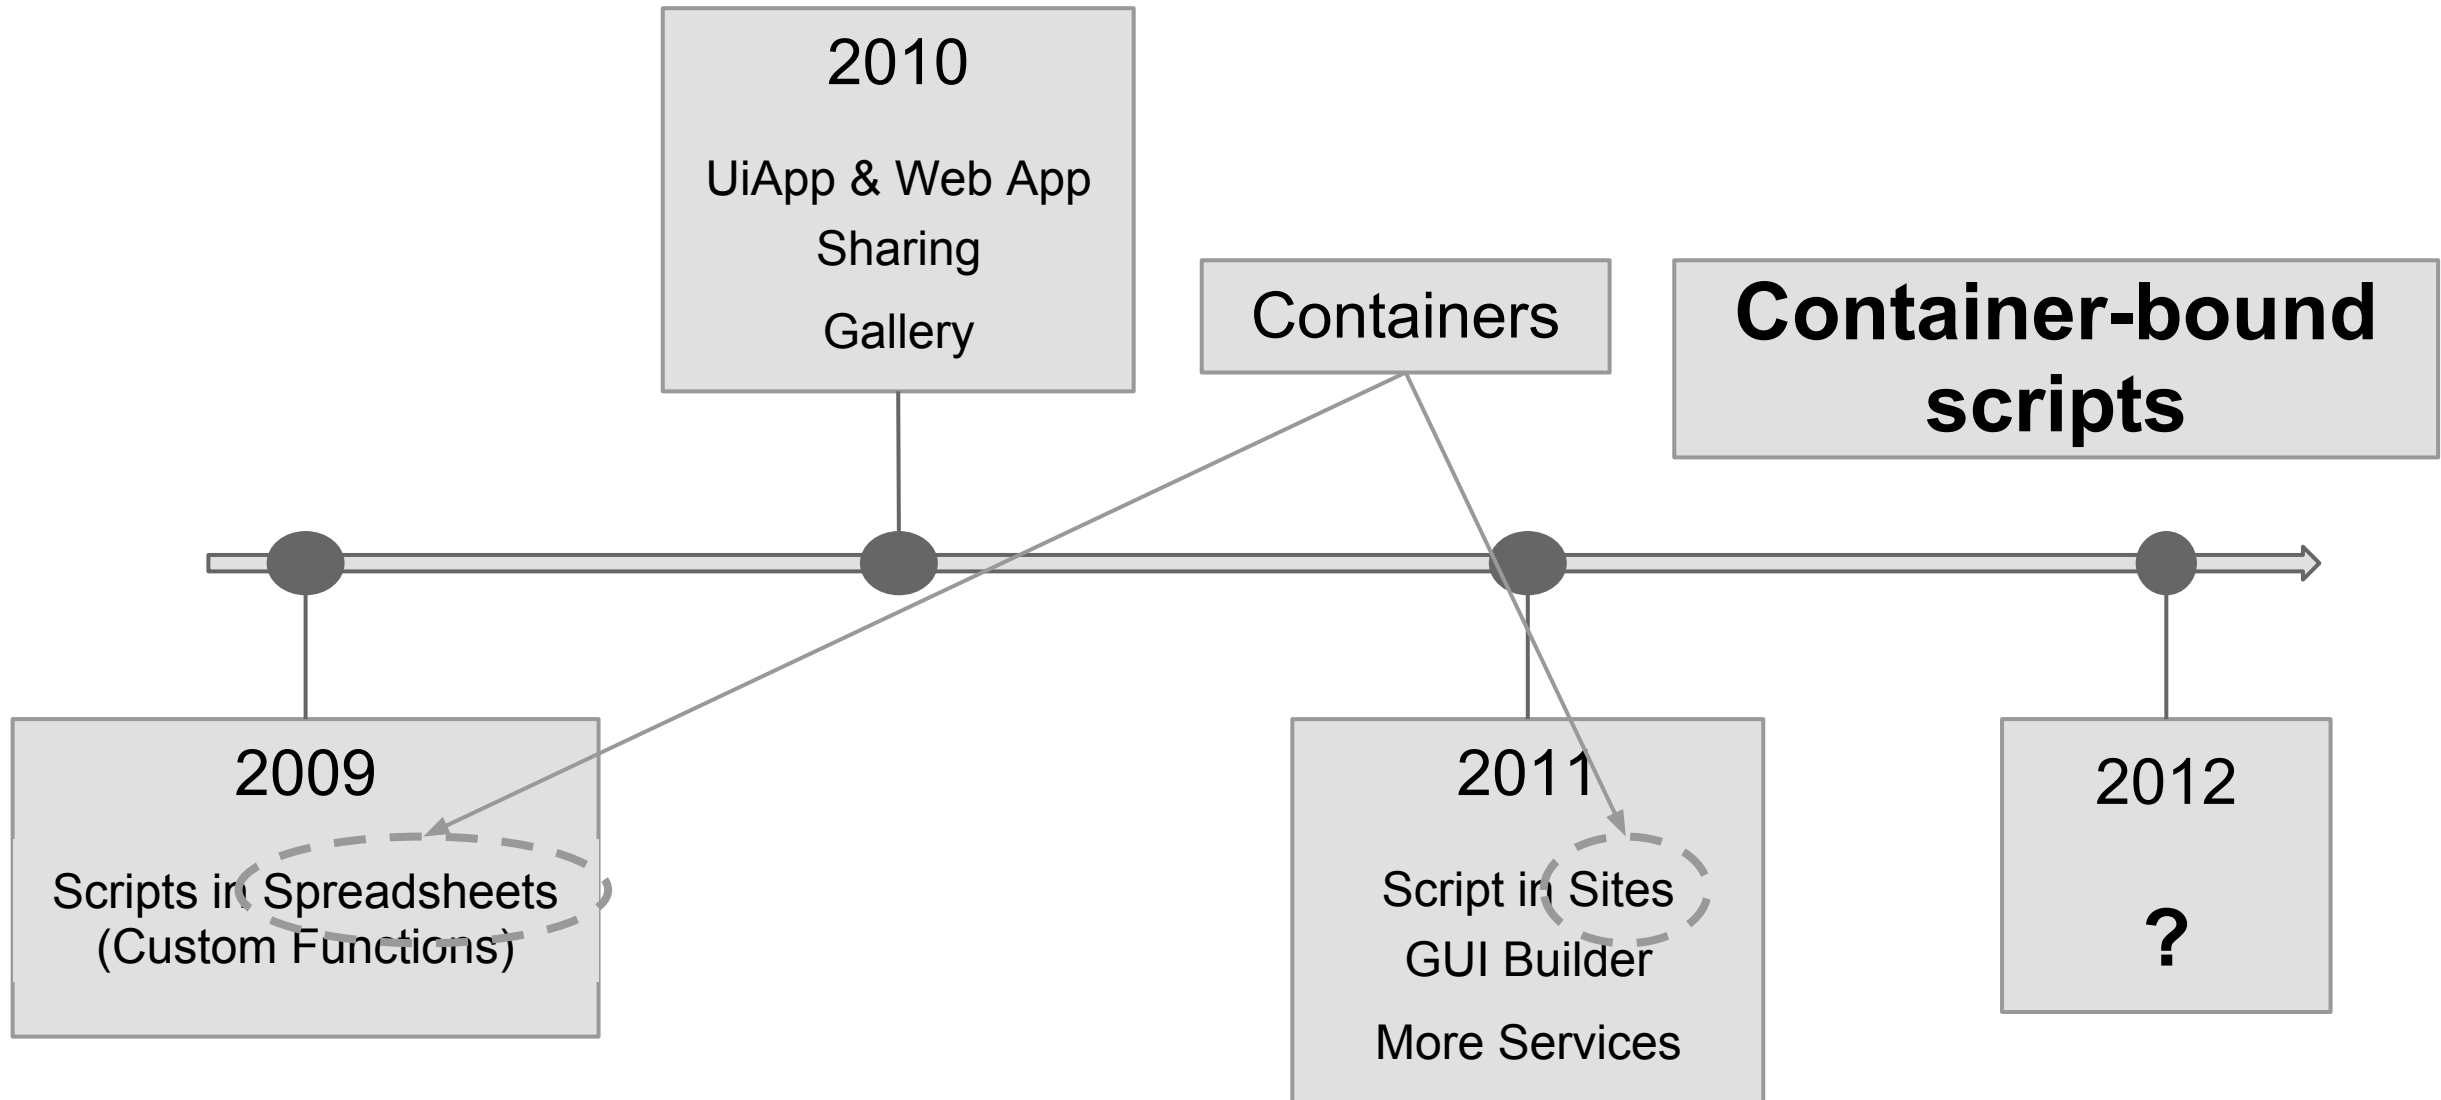 2010
UiApp & Web App
Sharing
Gallery
Containers
Container-bound
scripts
2009
Scripts in Spreadsheets
(Custom Functions)
2011
Script in Sites
GUI Builder
More Services
2012
?